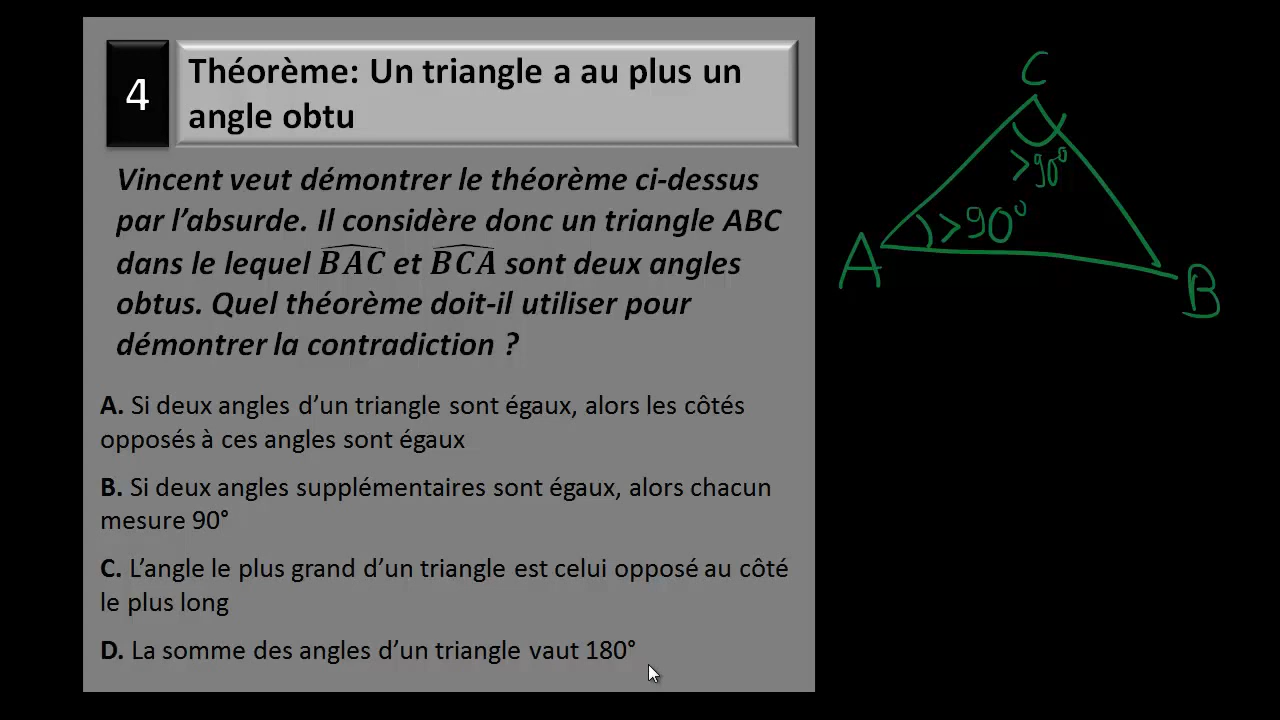 4
Théorème: Un triangle a au plus un
angle obtu
Vincent veut démontrer le théorème ci-dessus
par l'absurde. Il considère donc un triangle ABC
dans le lequel \widehat{BAC} et \widehat{BCA} sont deux angles
obtus. Quel théorème doit-il utiliser pour
démontrer la contradiction ?
A. Si deux angles d'un triangle sont égaux, alors les côtés
opposés à ces angles sont égaux
B. Si deux angles supplémentaires sont égaux, alors chacun
mesure 90°
C. L'angle le plus grand d'un triangle est celui opposé au côté
le plus long
D. La somme des angles d'un triangle vaut 180°
C
>90°
>90°
A
B